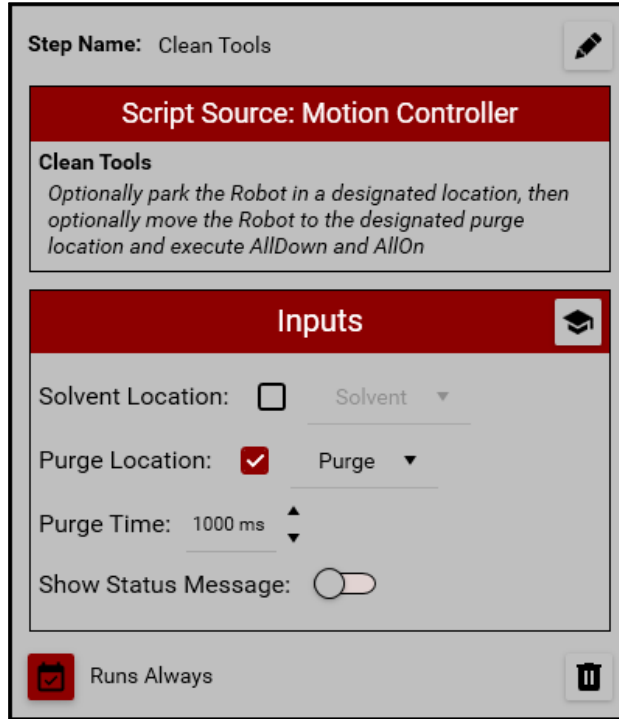 Step Name: Clean Tools
Script Source: Motion Controller
Clean Tools
Optionally park the Robot in a designated location, then
optionally move the Robot to the designated purge
location and execute AllDown and AllOn
Inputs
Solvent Location: Solvent
Purge Location: Purge
Purge Time: 1000 ms
Show Status Message:
Runs Always